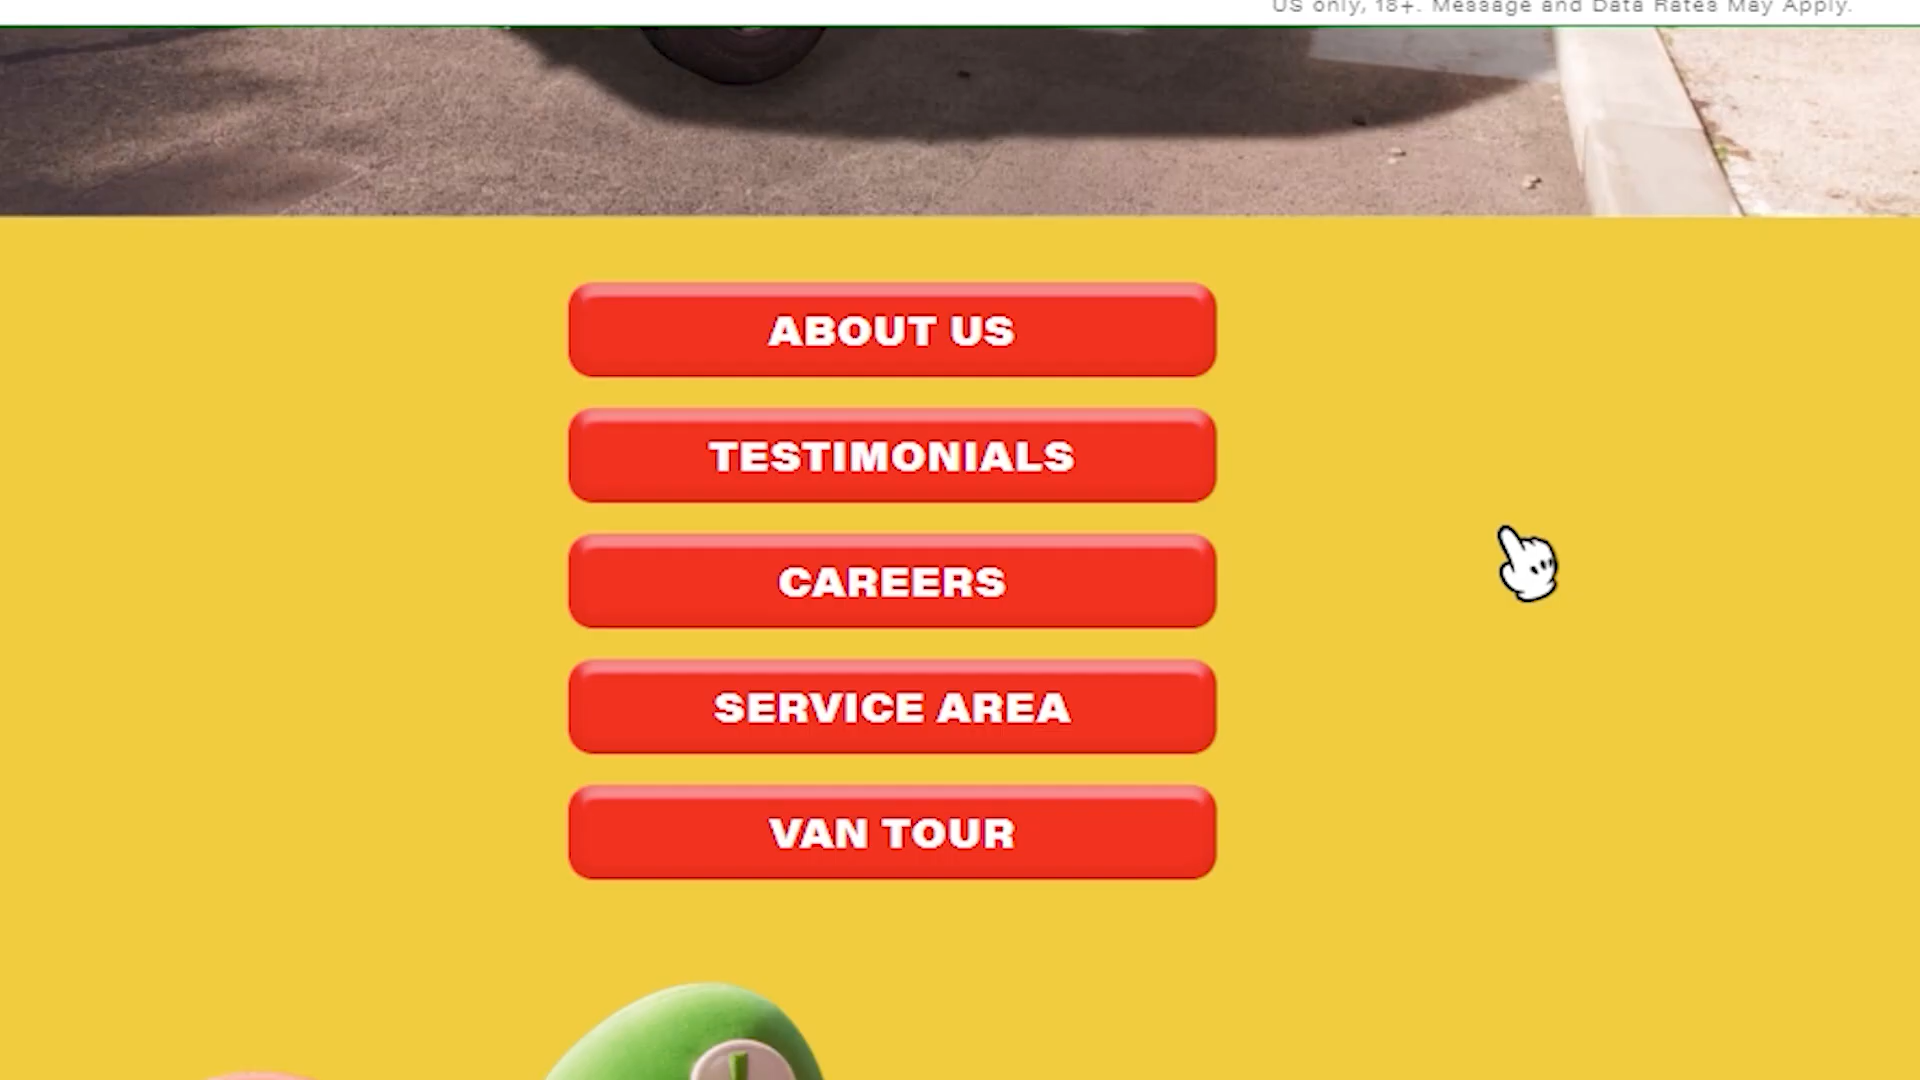 US only, 18+. Message and Data Rates May Apply.
ABOUT US
TESTIMONIALS
CAREERS
SERVICE AREA
VAN TOUR
L